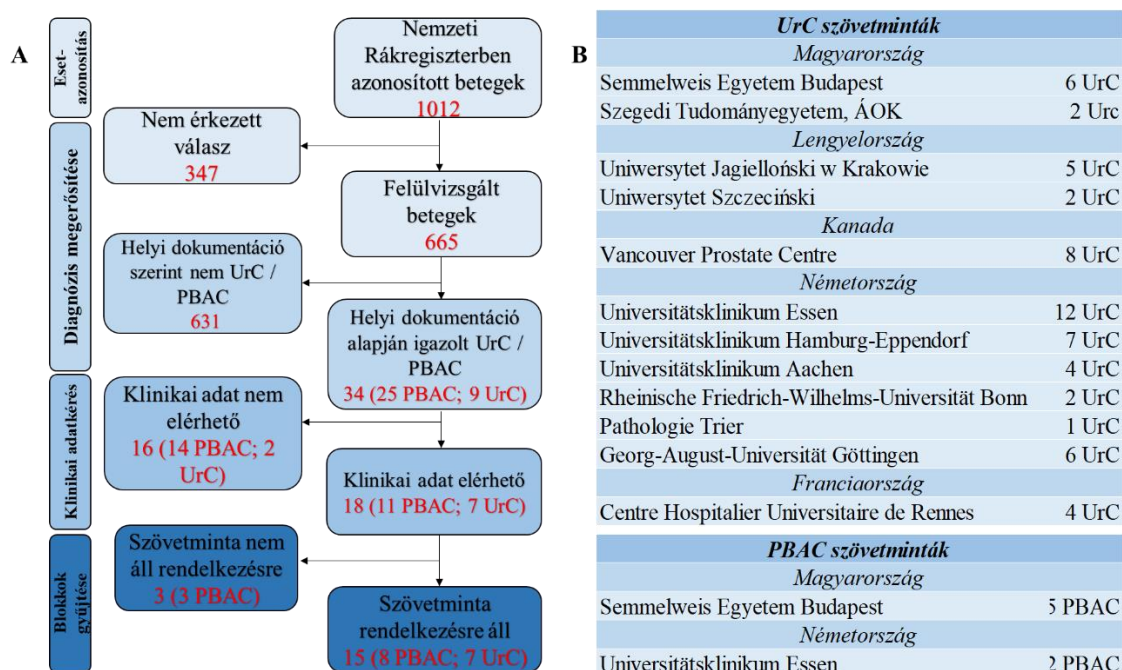 A
Eset-
azonosítás
Nemzeti
Rákregiszterben
azonosított betegek
1012
Nem érkezett
válasz
347
Diagnózis megerősítése
Felülvizsgált
betegek
665
Helyi dokumentáció
szerint nem UrC /
PBAC
631
Helyi dokumentáció
alapján igazolt UrC /
PBAC
34 (25 PBAC; 9 UrC)
Klinikai adatkérés
Klinikai adat nem
elérhető
16 (14 PBAC; 2
UrC)
Klinikai adat elérhető
18 (11 PBAC; 7 UrC)
Blokkok
gyűjtése
Szövetminta nem
áll rendelkezésre
3 (3 PBAC)
Szövetminta
rendelkezésre áll
15 (8 PBAC; 7 UrC)
B
UrC szövetminták
Magyarország
Semmelweis Egyetem Budapest 6 UrC
Szegedi Tudományegyetem, ÁOK 2 Urc
Lengyelország
Uniwersytet Jagielloński w Krakowie 5 UrC
Uniwersytet Szczeciński 2 UrC
Kanada
Vancouver Prostate Centre 8 UrC
Németország
Universitätsklinikum Essen 12 UrC
Universitätsklinikum Hamburg-Eppendorf 7 UrC
Universitätsklinikum Aachen 4 UrC
Rheinische Friedrich-Wilhelms-Universität Bonn 2 UrC
Pathologie Trier 1 UrC
Georg-August-Universität Göttingen 6 UrC
Franciaország
Centre Hospitalier Universitaire de Rennes 4 UrC
PBAC szövetminták
Magyarország
Semmelweis Egyetem Budapest 5 PBAC
Németország
Universitätsklinikum Essen 2 PBAC